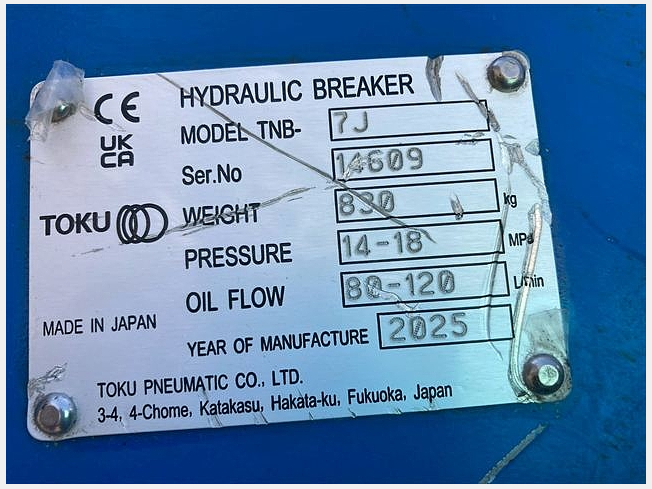 CE
UK
CA
HYDRAULIC BREAKER
MODEL TNB- 7J
Ser.No 14609
TOKU
WEIGHT 830 kg
PRESSURE 14-18 MPa
OIL FLOW 80-120 L/min
MADE IN JAPAN
YEAR OF MANUFACTURE 2025
TOKU PNEUMATIC CO., LTD.
3-4, 4-Chome, Katakasu, Hakata-ku, Fukuoka, Japan